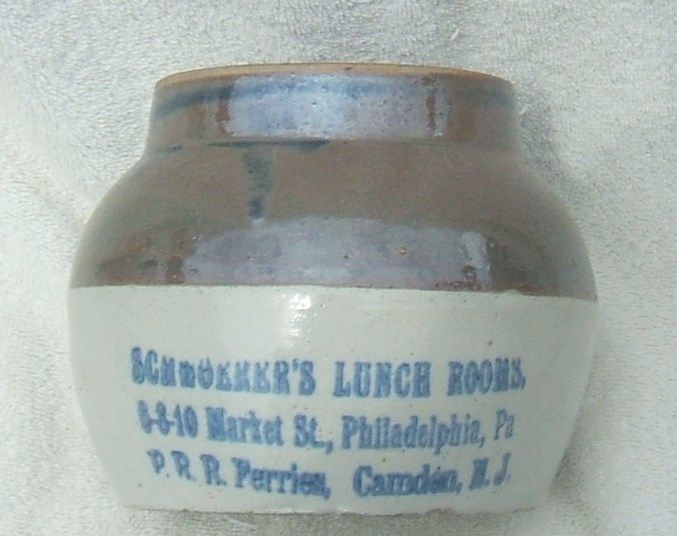 LUNCH ROOMS,
6-8-10 Market St., Philadelphia, Pa
P. R. R. Ferries, Camden, N. J.